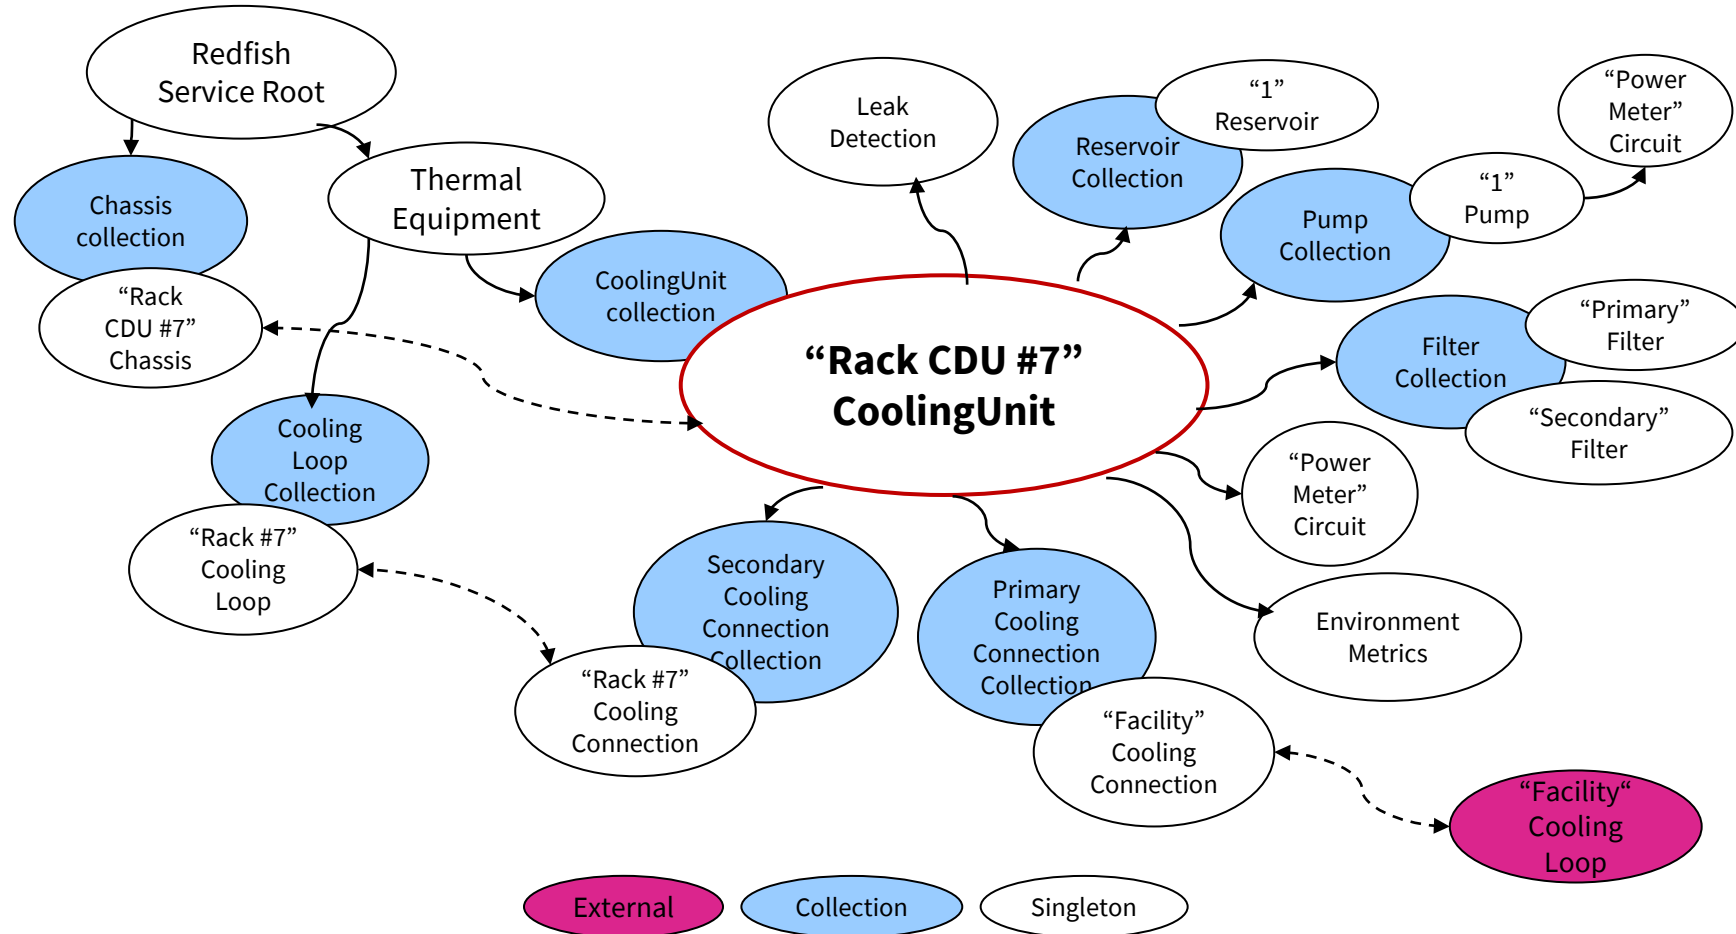 Redfish
Service Root
Chassis
collection
“Rack
CDU #7”
Chassis
Thermal
Equipment
CoolingUnit
collection
Cooling
Loop
Collection
“Rack #7”
Cooling
Loop
Leak
Detection
Reservoir
Collection
“1”
Reservoir
Pump
Collection
“1”
Pump
“Power
Meter”
Circuit
“Rack CDU #7”
CoolingUnit
Filter
Collection
“Primary”
Filter
“Secondary”
Filter
“Power
Meter”
Circuit
Environment
Metrics
Secondary
Cooling
Connection
Collection
“Rack #7”
Cooling
Connection
Primary
Cooling
Connection
Collection
“Facility”
Cooling
Connection
“Facility“
Cooling
Loop
External
Collection
Singleton